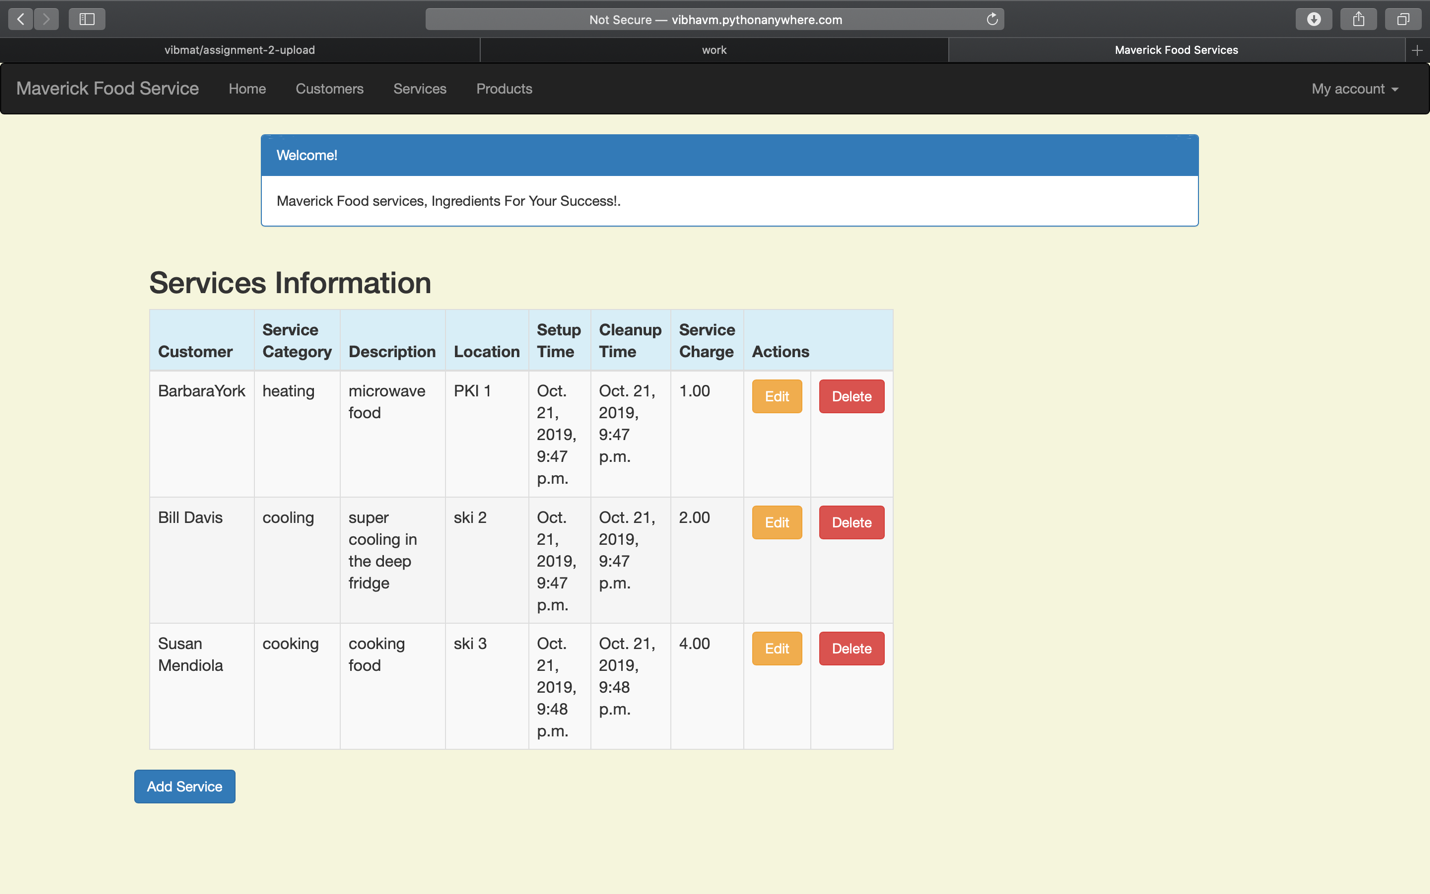 Not Secure — vibhavm.pythonanywhere.com
vibmat/assignment-2-upload work Maverick Food Services
Maverick Food Service Home Customers Services Products My account
Welcome!
Maverick Food services, Ingredients For Your Success!.
Services Information
Customer Service Category Description Location Setup Time Cleanup Time Service Charge Actions
BarbaraYork heating microwave food PKI 1 Oct. 21, 2019, 9:47 p.m. Oct. 21, 2019, 9:47 p.m. 1.00 Edit Delete
Bill Davis cooling super cooling in the deep fridge ski 2 Oct. 21, 2019, 9:47 p.m. Oct. 21, 2019, 9:47 p.m. 2.00 Edit Delete
Susan Mendiola cooking cooking food ski 3 Oct. 21, 2019, 9:48 p.m. Oct. 21, 2019, 9:48 p.m. 4.00 Edit Delete
Add Service